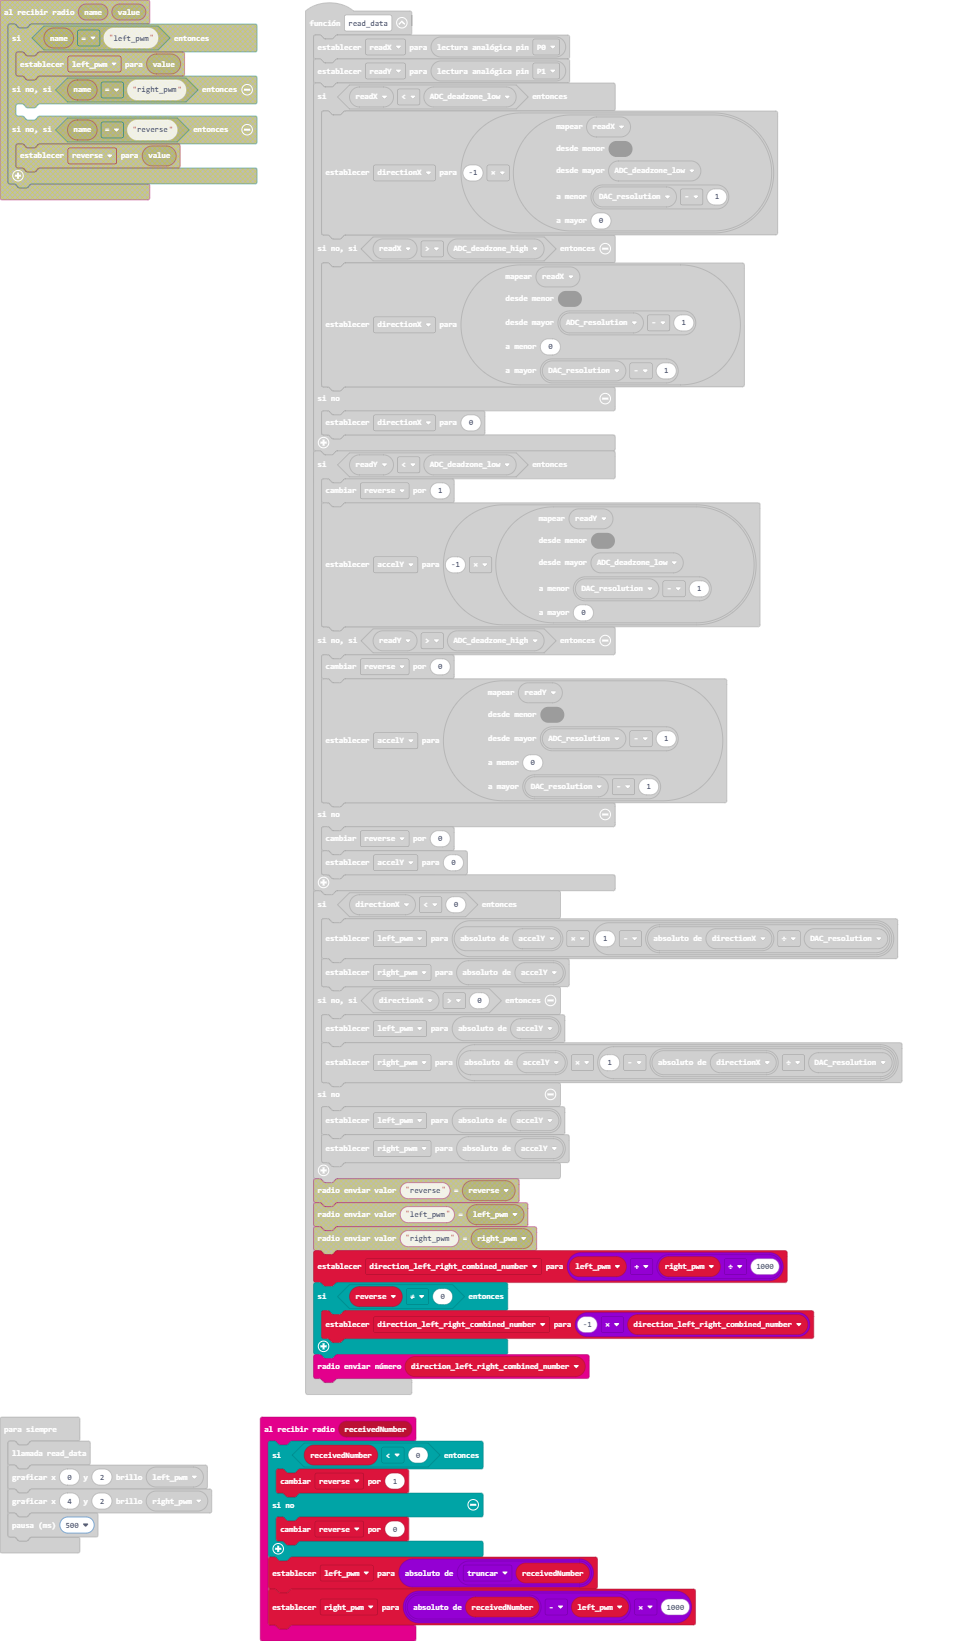 al recibir radio name value
si name = "left_pwm" entonces
establecer left_pwm para value
si no, si name = "right_pwm" entonces
si no, si name = "reverse" entonces
establecer reverse para value
función read_data
establecer readX para lectura analógica pin P0
establecer readY para lectura analógica pin P1
si readX < ADC_deadzone_low entonces
mapear readX
desde menor
establecer directionX para -1 × desde mayor ADC_deadzone_low
a menor DAC_resolution - 1
a mayor 0
si no, si readX > ADC_deadzone_high entonces
mapear readX
desde menor
establecer directionX para desde mayor ADC_resolution - 1
a menor 0
a mayor DAC_resolution - 1
si no
establecer directionX para 0
si readY < ADC_deadzone_low entonces
cambiar reverse por 1
mapear readY
desde menor
establecer accelY para -1 × desde mayor ADC_deadzone_low
a menor DAC_resolution - 1
a mayor 0
si no, si readY > ADC_deadzone_high entonces
cambiar reverse por 0
mapear readY
desde menor
establecer accelY para desde mayor ADC_resolution - 1
a menor 0
a mayor DAC_resolution - 1
si no
cambiar reverse por 0
establecer accelY para 0
si directionX < 0 entonces
establecer left_pwm para absoluto de accelY × 1 - absoluto de directionX ÷ DAC_resolution
establecer right_pwm para absoluto de accelY
si no, si directionX > 0 entonces
establecer left_pwm para absoluto de accelY
establecer right_pwm para absoluto de accelY × 1 - absoluto de directionX ÷ DAC_resolution
si no
establecer left_pwm para absoluto de accelY
establecer right_pwm para absoluto de accelY
radio enviar valor "reverse" = reverse
radio enviar valor "left_pwm" = left_pwm
radio enviar valor "right_pwm" = right_pwm
establecer direction_left_right_combined_number para left_pwm + right_pwm ÷ 1000
si reverse ≠ 0 entonces
establecer direction_left_right_combined_number para -1 × direction_left_right_combined_number
radio enviar número direction_left_right_combined_number
para siempre
llamada read_data
graficar x 0 y 2 brillo left_pwm
graficar x 4 y 2 brillo right_pwm
pausa (ms) 500
al recibir radio receivedNumber
si receivedNumber < 0 entonces
cambiar reverse por 1
si no
cambiar reverse por 0
establecer left_pwm para absoluto de truncar receivedNumber
establecer right_pwm para absoluto de receivedNumber - left_pwm × 1000